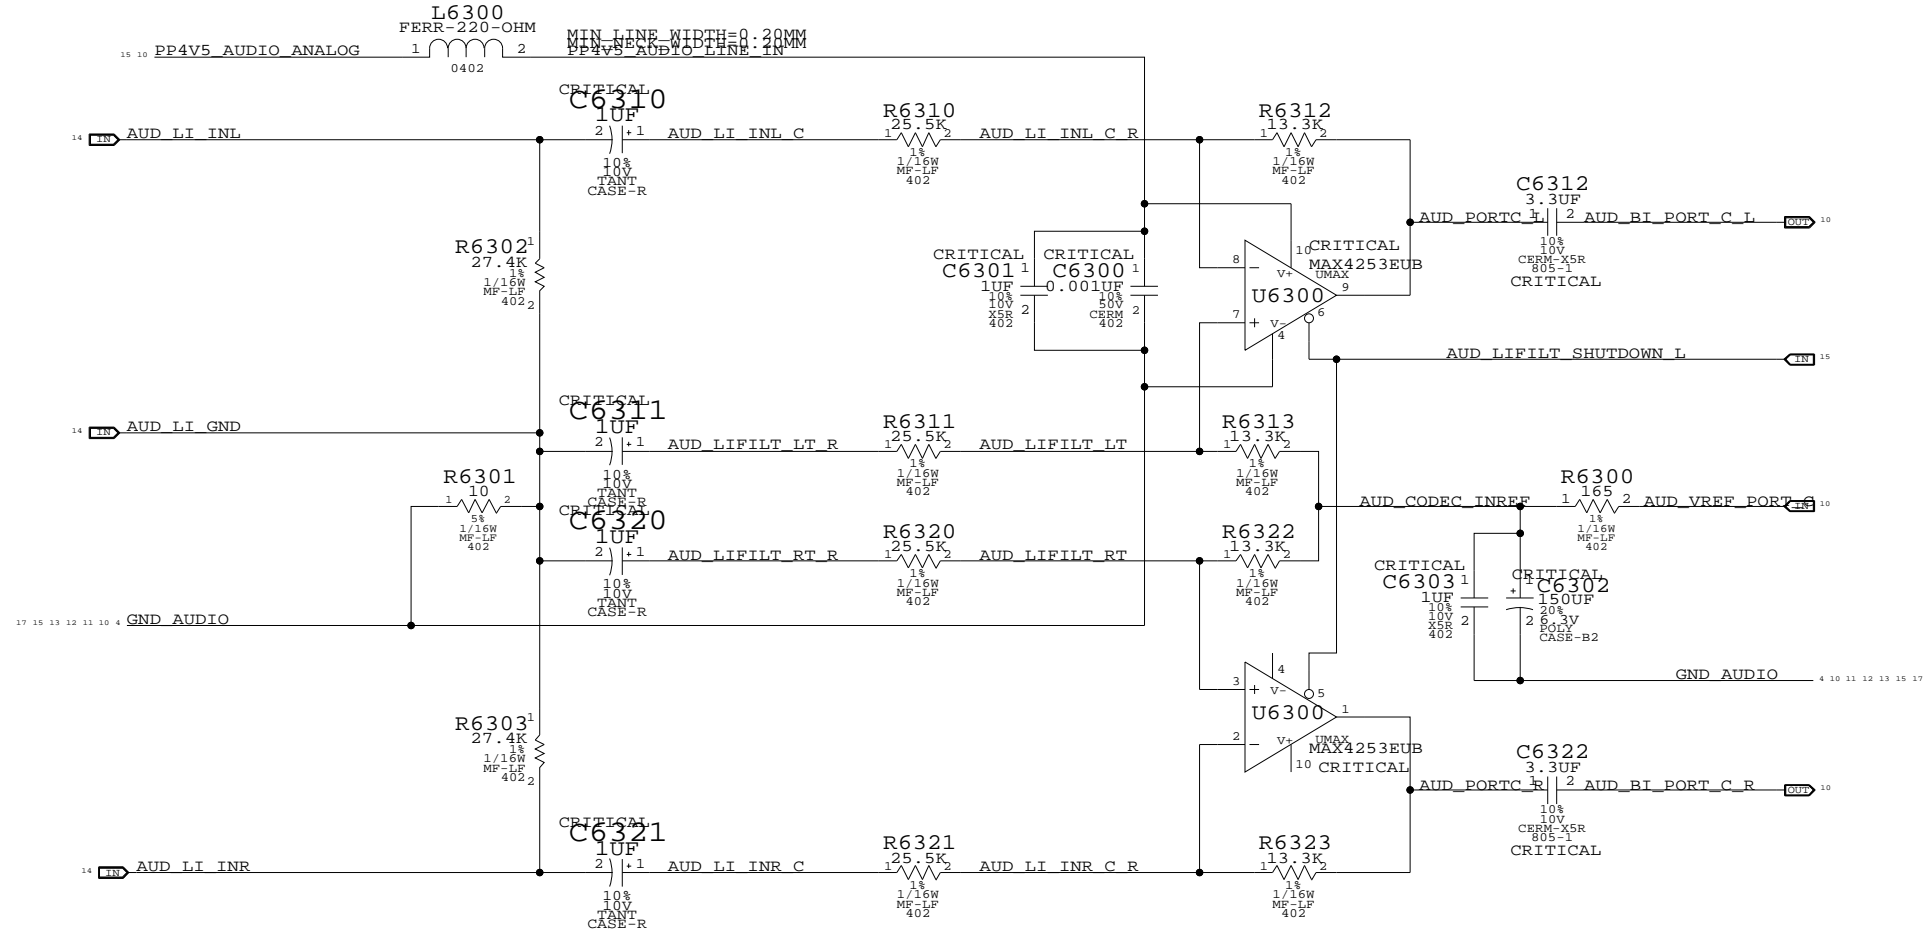 L6300
FERR-220-OHM
15 10 PP4V5_AUDIO_ANALOG 1 2
0402
MIN_LINE_WIDTH=0.20MM
MIN_NECK_WIDTH=0.20MM
PP4V5_AUDIO_LINE_IN
14 IN AUD_LI_INL
CRITICAL
C6310
1UF
2 + 1
10%
10V
TANT
CASE-R
AUD_LI_INL_C
R6310
25.5K
1 2
1%
1/16W
MF-LF
402
AUD_LI_INL_C_R
R6312
13.3K
1 2
1%
1/16W
MF-LF
402
C6312
3.3UF
AUD_PORTC_L 1 2 AUD_BI_PORT_C_L OUT 10
10%
10V
CERM-X5R
805-1
CRITICAL
R6302 1
27.4K
1%
1/16W
MF-LF
402 2
CRITICAL
C6301 1
1UF
10%
10V
X5R
402
2
CRITICAL
C6300 1
0.001UF
10%
50V
CERM
402
2
10 CRITICAL
MAX4253EUB
UMAX
8 - V+
U6300 9
7 + V- 6
4
AUD_LIFILT_SHUTDOWN_L IN 15
14 IN AUD_LI_GND
CRITICAL
C6311
1UF
2 + 1
10%
10V
TANT
CASE-R
AUD_LIFILT_LT_R
R6311
25.5K
1 2
1%
1/16W
MF-LF
402
AUD_LIFILT_LT
R6313
13.3K
1 2
1%
1/16W
MF-LF
402
R6301
10
1 2
5%
1/16W
MF-LF
402
AUD_CODEC_INREF
R6300
165
1 2
1%
1/16W
MF-LF
402
AUD_VREF_PORT_C IN 10
CRITICAL
C6320
1UF
2 + 1
10%
10V
TANT
CASE-R
AUD_LIFILT_RT_R
R6320
25.5K
1 2
1%
1/16W
MF-LF
402
AUD_LIFILT_RT
R6322
13.3K
1 2
1%
1/16W
MF-LF
402
CRITICAL
C6303 1
1UF
10%
10V
X5R
402
2
CRITICAL
1 C6302
+ 150UF
20%
2 6.3V
POLY
CASE-B2
17 15 13 12 11 10 4 GND_AUDIO
GND_AUDIO 4 10 11 12 13 15 17
4
3 + V- 5
U6300 1
2 - V+ UMAX
MAX4253EUB
10 CRITICAL
R6303 1
27.4K
1%
1/16W
MF-LF
402 2
C6322
3.3UF
AUD_PORTC_R 1 2 AUD_BI_PORT_C_R OUT 10
10%
10V
CERM-X5R
805-1
CRITICAL
14 IN AUD_LI_INR
CRITICAL
C6321
1UF
2 + 1
10%
10V
TANT
CASE-R
AUD_LI_INR_C
R6321
25.5K
1 2
1%
1/16W
MF-LF
402
AUD_LI_INR_C_R
R6323
13.3K
1 2
1%
1/16W
MF-LF
402